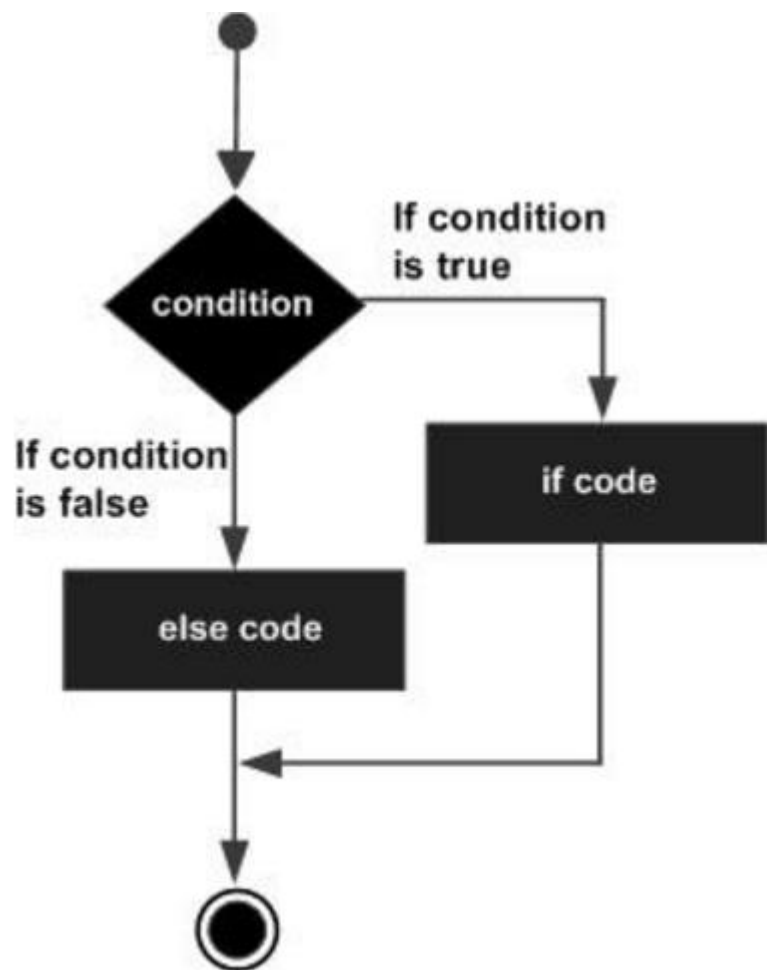 If condition
is true
condition
If condition
is false
if code
else code